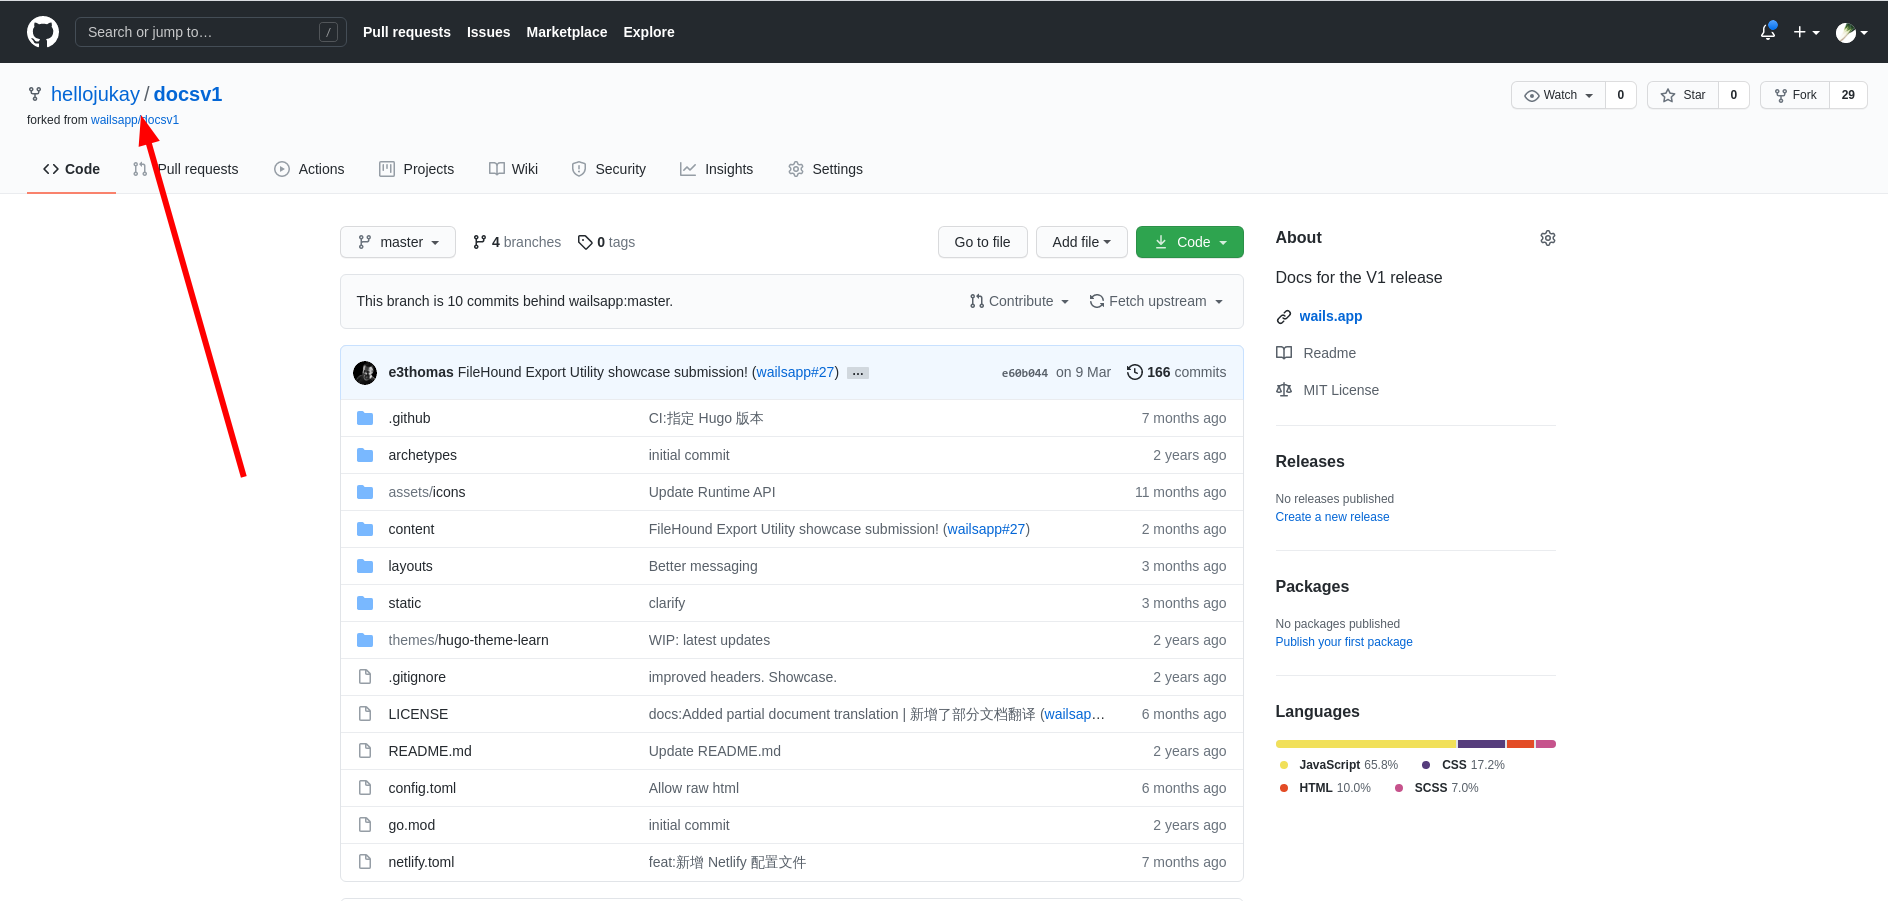 Search or jump to… /
Pull requests Issues Marketplace Explore
hellojukay / docsv1
forked from wailsapp/docsv1
Watch 0 Star 0 Fork 29
Code Pull requests Actions Projects Wiki Security Insights Settings
master 4 branches 0 tags Go to file Add file Code
This branch is 10 commits behind wailsapp:master. Contribute Fetch upstream
e3thomas FileHound Export Utility showcase submission! (wailsapp#27) … e60b044 on 9 Mar 166 commits
.github CI:指定 Hugo 版本 7 months ago
archetypes initial commit 2 years ago
assets/icons Update Runtime API 11 months ago
content FileHound Export Utility showcase submission! (wailsapp#27) 2 months ago
layouts Better messaging 3 months ago
static clarify 3 months ago
themes/hugo-theme-learn WIP: latest updates 2 years ago
.gitignore improved headers. Showcase. 2 years ago
LICENSE docs:Added partial document translation | 新增了部分文档翻译 (wailsap… 6 months ago
README.md Update README.md 2 years ago
config.toml Allow raw html 6 months ago
go.mod initial commit 2 years ago
netlify.toml feat:新增 Netlify 配置文件 7 months ago
About
Docs for the V1 release
wails.app
Readme
MIT License
Releases
No releases published
Create a new release
Packages
No packages published
Publish your first package
Languages
JavaScript 65.8% CSS 17.2%
HTML 10.0% SCSS 7.0%